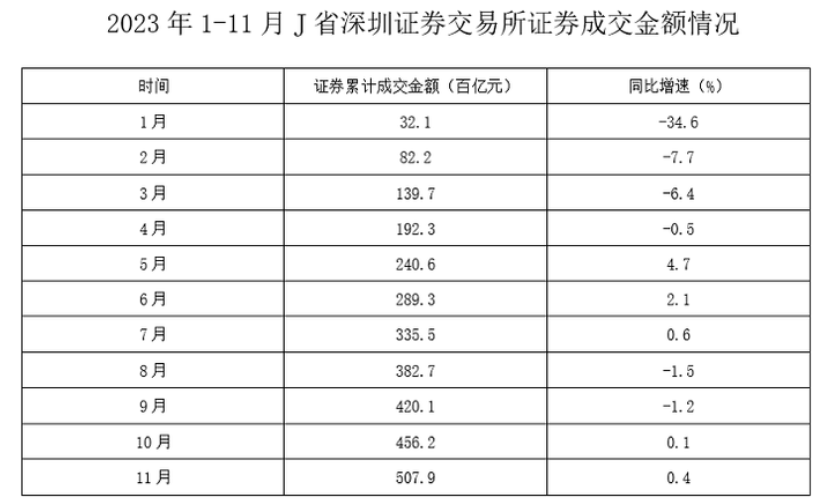 2023 年 1-11 月 J 省深圳证券交易所证券成交金额情况
时间 证券累计成交金额（百亿元） 同比增速（%）
1 月 32.1 -34.6
2 月 82.2 -7.7
3 月 139.7 -6.4
4 月 192.3 -0.5
5 月 240.6 4.7
6 月 289.3 2.1
7 月 335.5 0.6
8 月 382.7 -1.5
9 月 420.1 -1.2
10 月 456.2 0.1
11 月 507.9 0.4